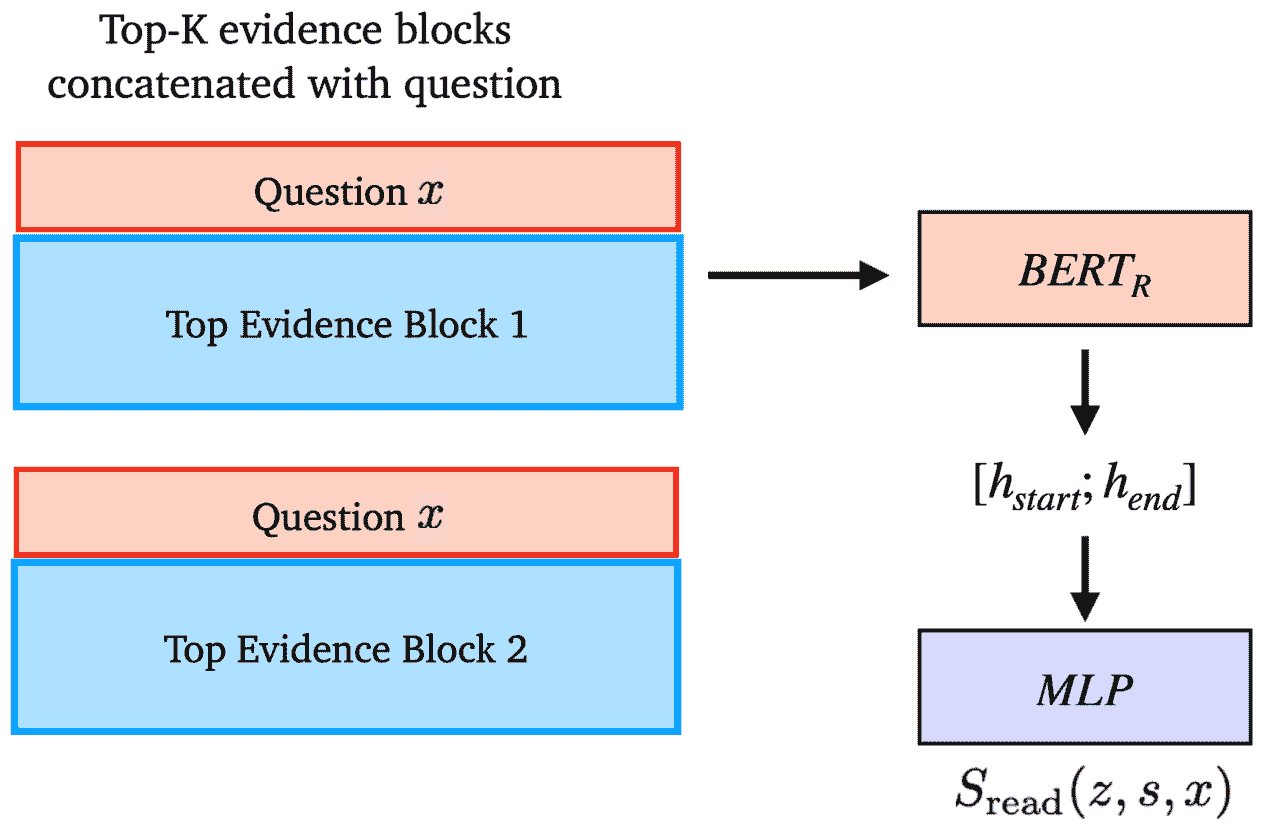 Top-K evidence blocks
concatenated with question
Question x
Top Evidence Block 1
Question x
Top Evidence Block 2
BERT_R
[h_start; h_end]
MLP
S_read(z, s, x)